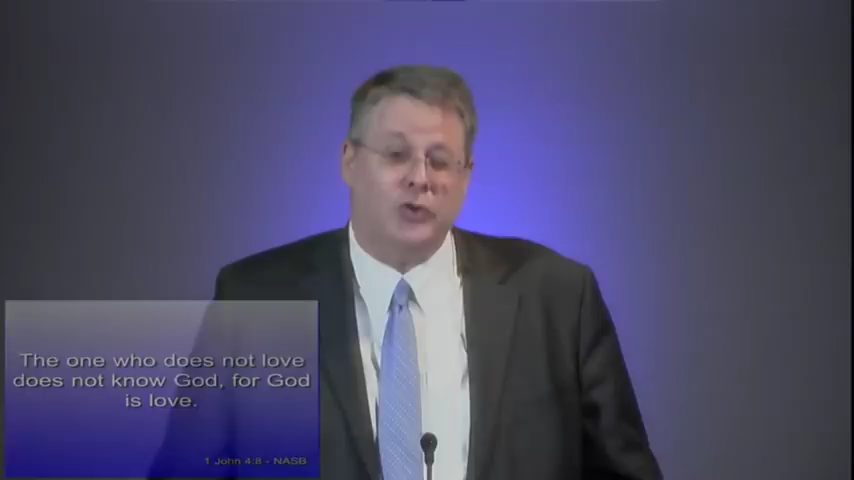 The one who does not love
does not know God, for God
is love.
1 John 4:8 - NASB